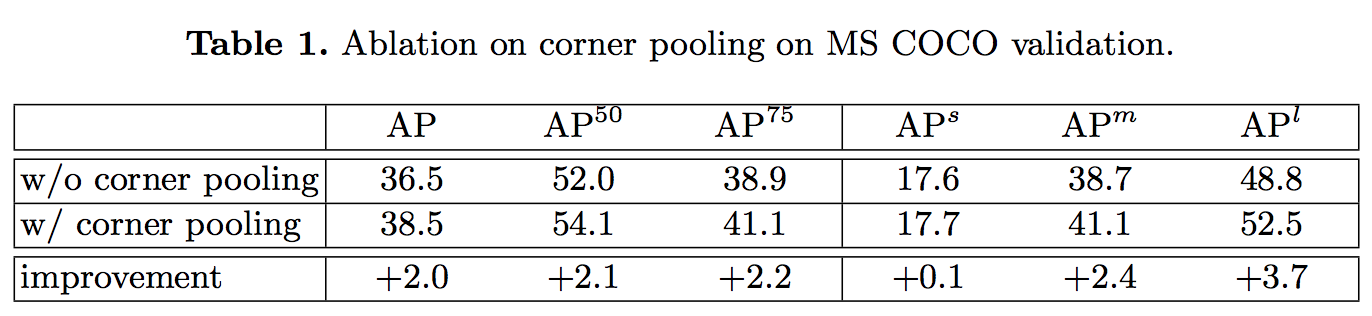 Table 1. Ablation on corner pooling on MS COCO validation.
AP AP^50 AP^75 AP^s AP^m AP^l
w/o corner pooling 36.5 52.0 38.9 17.6 38.7 48.8
w/ corner pooling 38.5 54.1 41.1 17.7 41.1 52.5
improvement +2.0 +2.1 +2.2 +0.1 +2.4 +3.7